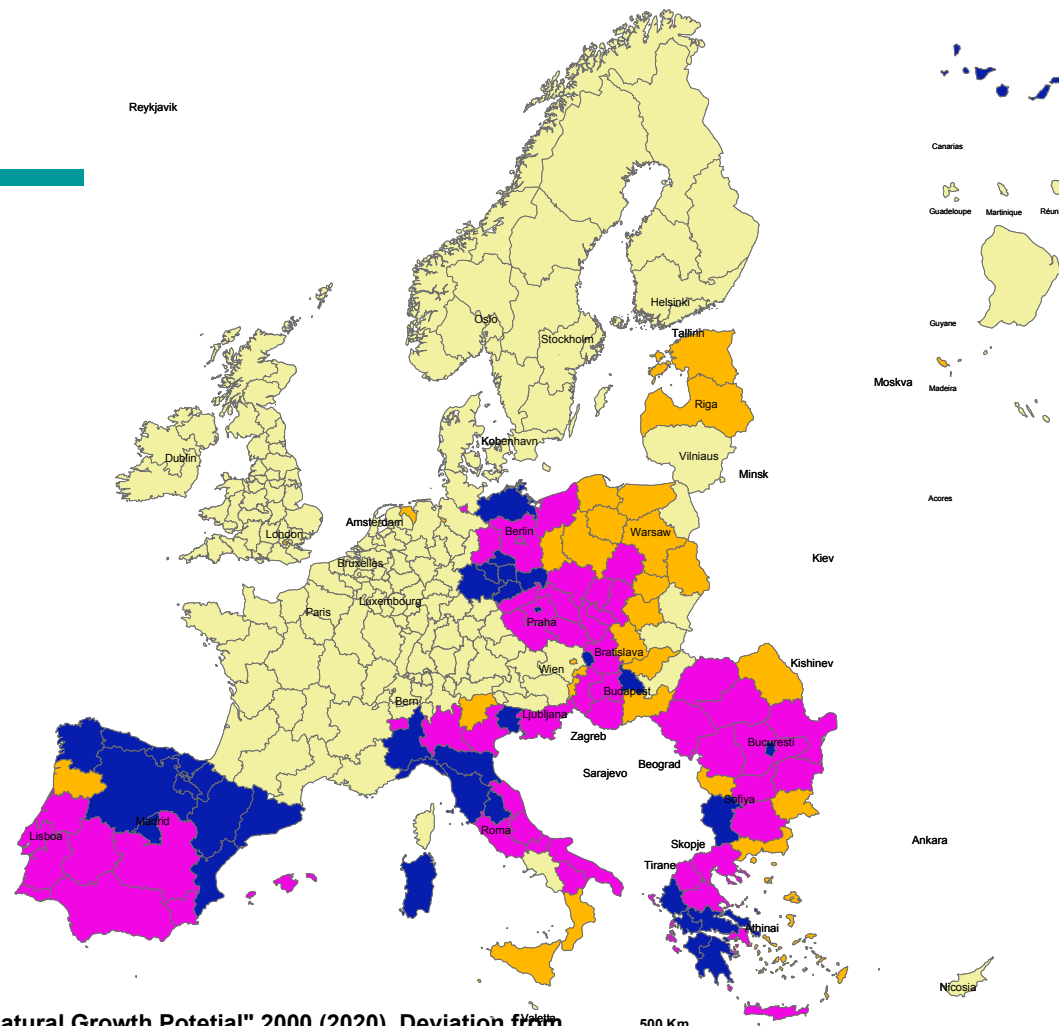 Reykjavik
Canarias
Guadeloupe
Martinique
Réun
Helsinki
Oslo
Guyane
Tallinn
Stockholm
Moskva
Madeira
Riga
Kobenhavn
Vilniaus
Dublin
Minsk
Acores
Amsterdam
London
Berlin
Warsaw
Bruxelles
Kiev
Luxembourg
Paris
Praha
Bratislava
Wien
Kishinev
Budapest
Bern
Ljubljana
Zagreb
Bucuresti
Beograd
Sarajevo
Sofiya
Madrid
Roma
Lisboa
Skopje
Ankara
Tirane
Athinai
Nicosia
Valetta
atural Growth Potetial" 2000 (2020). Deviation from
500 Km